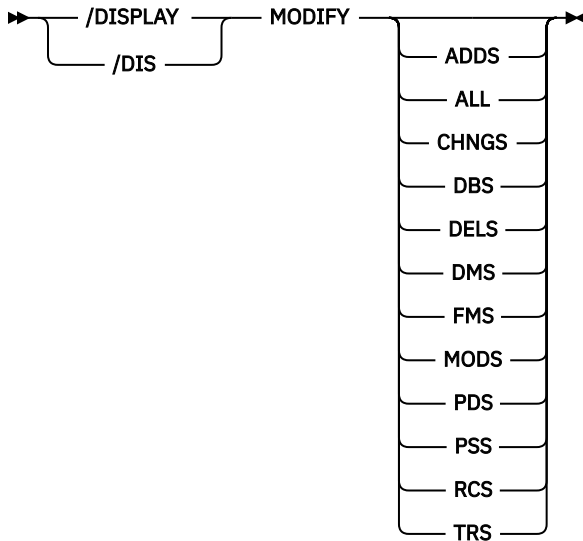 /DISPLAY MODIFY
/DIS
ADDS
ALL
CHNGS
DBS
DELS
DMS
FMS
MODS
PDS
PSS
RCS
TRS